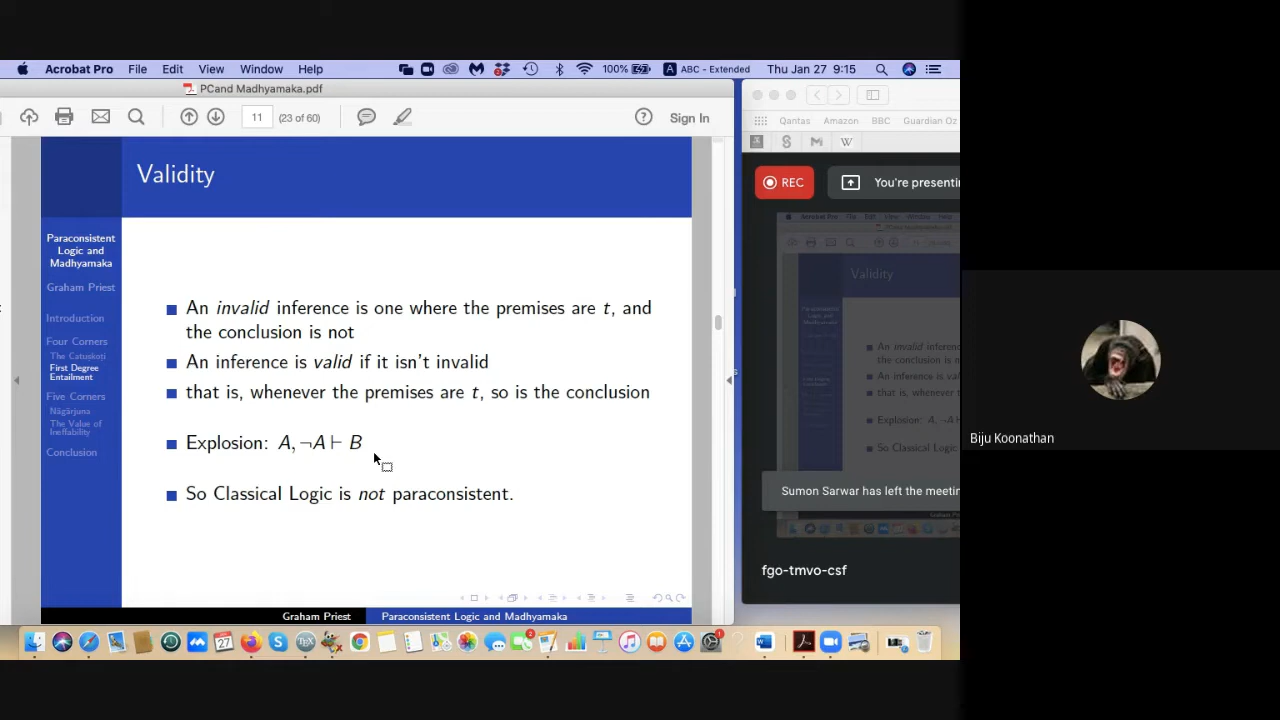 Acrobat Pro File Edit View Window Help 100% A ABC - Extended Thu Jan 27 9:15
PCand Madhyamaka.pdf
11 (23 of 60) Sign In
Validity
Paraconsistent
Logic and
Madhyamaka
Graham Priest
Introduction
Four Corners
The Catuskoti
First Degree
Entailment
Five Corners
Nāgārjuna
The Value of
Ineffability
Conclusion
An invalid inference is one where the premises are t, and
the conclusion is not
An inference is valid if it isn't invalid
that is, whenever the premises are t, so is the conclusion
Explosion: A, ¬A ⊢ B
So Classical Logic is not paraconsistent.
Graham Priest Paraconsistent Logic and Madhyamaka
Qantas Amazon BBC Guardian Oz
REC
You're presentin
Validity
Sumon Sarwar has left the meetin
fgo-tmvo-csf
Biju Koonathan